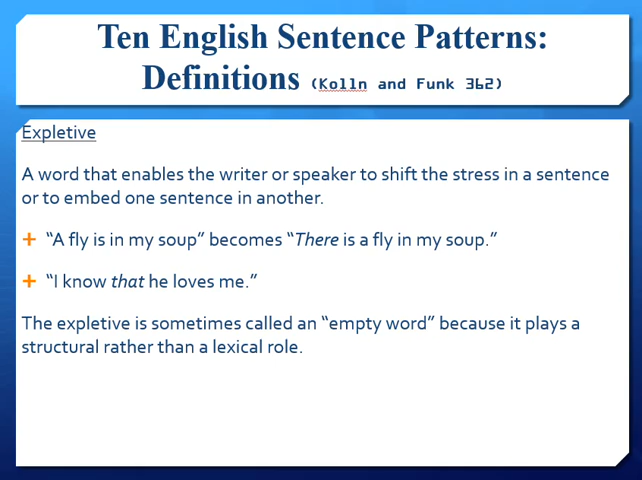 Ten English Sentence Patterns:
Definitions (Kolln and Funk 362)
Expletive
A word that enables the writer or speaker to shift the stress in a sentence
or to embed one sentence in another.
+ “A fly is in my soup” becomes “There is a fly in my soup.”
+ “I know that he loves me.”
The expletive is sometimes called an “empty word” because it plays a
structural rather than a lexical role.